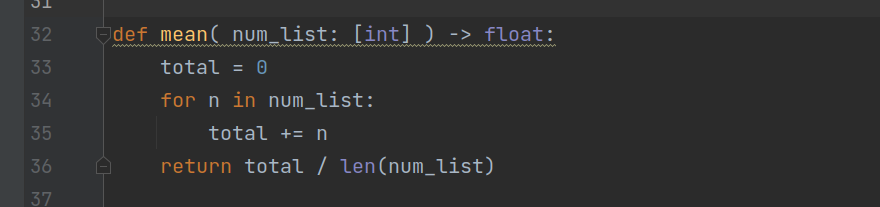 31
32 def mean( num_list: [int] ) -> float:
33     total = 0
34     for n in num_list:
35         total += n
36     return total / len(num_list)
37